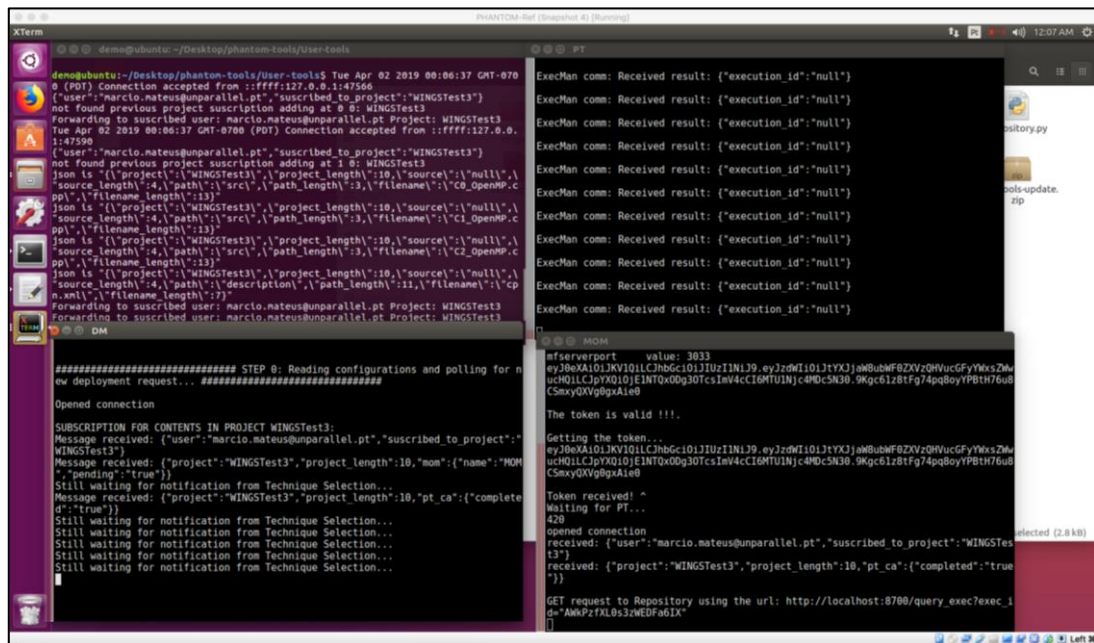 PHANTOM-Ref (Snapshot 4) [Running]
XTerm
Pt
12:07 AM
demo@ubuntu: ~/Desktop/phantom-tools/User-tools
demo@ubuntu:~/Desktop/phantom-tools/User-tools$ Tue Apr 02 2019 00:06:37 GMT-070
0 (PDT) Connection accepted from ::ffff:127.0.0.1:47566
{"user":"marcio.mateus@unparallel.pt","suscribed_to_project":"WINGSTest3"}
not found previous project suscription adding at 0 0: WINGSTest3
Forwarding to suscribed user: marcio.mateus@unparallel.pt Project: WINGSTest3
Tue Apr 02 2019 00:06:37 GMT-0700 (PDT) Connection accepted from ::ffff:127.0.0.
1:47590
{"user":"marcio.mateus@unparallel.pt","suscribed_to_project":"WINGSTest3"}
not found previous project suscription adding at 1 0: WINGSTest3
json is "{\"project\":\"WINGSTest3\",\"project_length\":10,\"source\":\"null\",\
"source_length\":4,\"path\":\"src\",\"path_length\":3,\"filename\":\"C0_OpenMP.c
pp\",\"filename_length\":13}"
json is "{\"project\":\"WINGSTest3\",\"project_length\":10,\"source\":\"null\",\
"source_length\":4,\"path\":\"src\",\"path_length\":3,\"filename\":\"C1_OpenMP.c
pp\",\"filename_length\":13}"
json is "{\"project\":\"WINGSTest3\",\"project_length\":10,\"source\":\"null\",\
"source_length\":4,\"path\":\"src\",\"path_length\":3,\"filename\":\"C2_OpenMP.c
pp\",\"filename_length\":13}"
json is "{\"project\":\"WINGSTest3\",\"project_length\":10,\"source\":\"null\",\
"source_length\":4,\"path\":\"description\",\"path_length\":11,\"filename\":\"cp
n.xml\",\"filename_length\":7}"
Forwarding to suscribed user: marcio.mateus@unparallel.pt Project: WINGSTest3
Forwarding to suscribed user: marcio.mateus@unparallel.pt Project: WINGSTest3
PT
ExecMan comm: Received result: {"execution_id":"null"}
ExecMan comm: Received result: {"execution_id":"null"}
ExecMan comm: Received result: {"execution_id":"null"}
ExecMan comm: Received result: {"execution_id":"null"}
ExecMan comm: Received result: {"execution_id":"null"}
ExecMan comm: Received result: {"execution_id":"null"}
ExecMan comm: Received result: {"execution_id":"null"}
ExecMan comm: Received result: {"execution_id":"null"}
ExecMan comm: Received result: {"execution_id":"null"}
ExecMan comm: Received result: {"execution_id":"null"}
ExecMan comm: Received result: {"execution_id":"null"}
ository.py
zip
ools-update.
zip
DM
################################ STEP 0: Reading configurations and polling for n
ew deployment request... ################################
Opened connection
SUBSCRIPTION FOR CONTENTS IN PROJECT WINGSTest3:
Message received: {"user":"marcio.mateus@unparallel.pt","suscribed_to_project":"
WINGSTest3"}
Message received: {"project":"WINGSTest3","project_length":10,"mom":{"name":"MOM
","pending":"true"}}
Still waiting for notification from Technique Selection...
Message received: {"project":"WINGSTest3","project_length":10,"pt_ca":{"complete
d":"true"}}
Still waiting for notification from Technique Selection...
Still waiting for notification from Technique Selection...
Still waiting for notification from Technique Selection...
Still waiting for notification from Technique Selection...
Still waiting for notification from Technique Selection...
MOM
mfserverport value: 3033
The token is valid !!!.
Getting the token...
Token received! ^
Waiting for PT...
420
opened connection
received: {"user":"marcio.mateus@unparallel.pt","suscribed_to_project":"WINGSTes
t3"}
received: {"project":"WINGSTest3","project_length":10,"pt_ca":{"completed":"true
"}}
GET request to Repository using the url: http://localhost:8700/query_exec?exec_i
d="AWkPzfXL0s3zWEDFa6IX"
selected (2.8 kB)
XTERM
Left ⌘